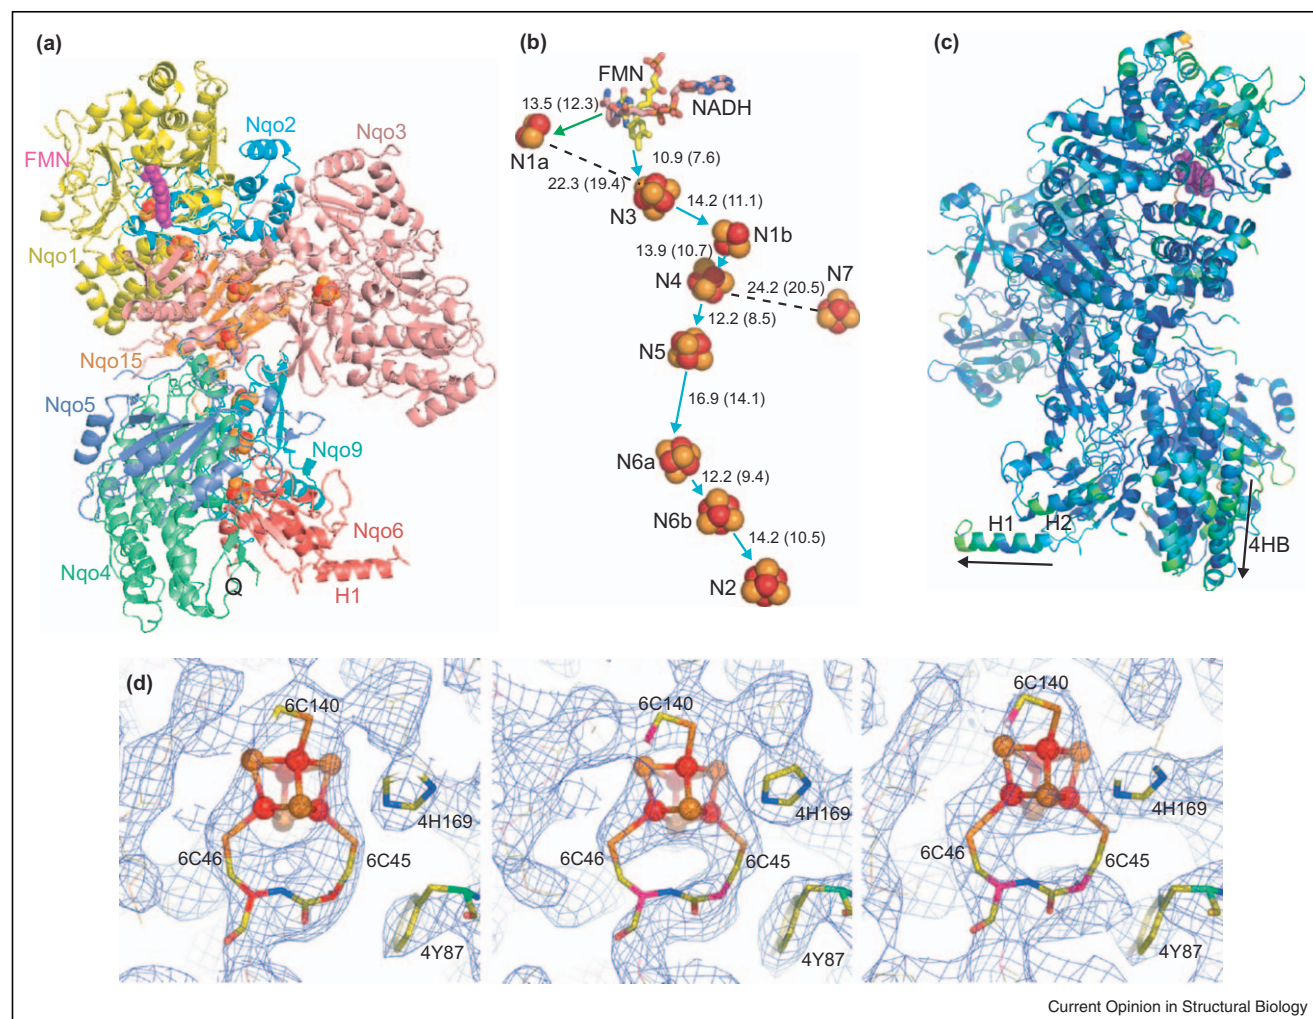 (a)
Nqo2
Nqo3
FMN
Nqo1
Nqo15
Nqo5
Nqo9
Nqo6
Nqo4
Q
H1
(b)
FMN
13.5 (12.3)
NADH
N1a
10.9 (7.6)
22.3 (19.4)
14.2 (11.1)
N3
N1b
13.9 (10.7)
N7
N4
24.2 (20.5)
12.2 (8.5)
N5
16.9 (14.1)
N6a
12.2 (9.4)
N6b
14.2 (10.5)
N2
(c)
H1
H2
4HB
(d)
6C140
4H169
6C46
6C45
4Y87
6C140
4H169
6C46
6C45
4Y87
6C140
4H169
6C46
6C45
4Y87
Current Opinion in Structural Biology